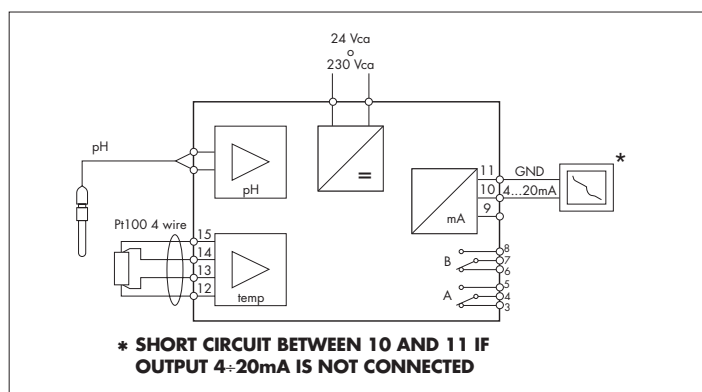 24 Vca
o
230 Vca
pH
pH
=
mA
11
10
9
GND
4...20mA
*
Pt100 4 wire
15
14
13
12
temp
B
8
7
6
A
5
4
3
* SHORT CIRCUIT BETWEEN 10 AND 11 IF
OUTPUT 4÷20mA IS NOT CONNECTED